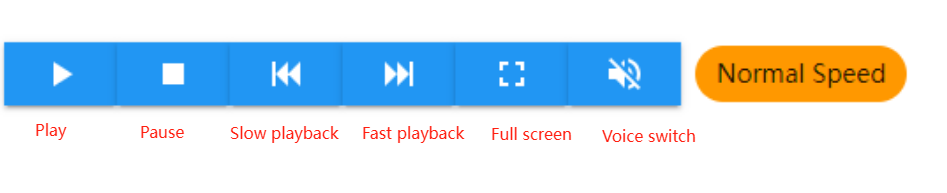 Normal Speed
Play
Pause
Slow playback
Fast playback
Full screen
Voice switch